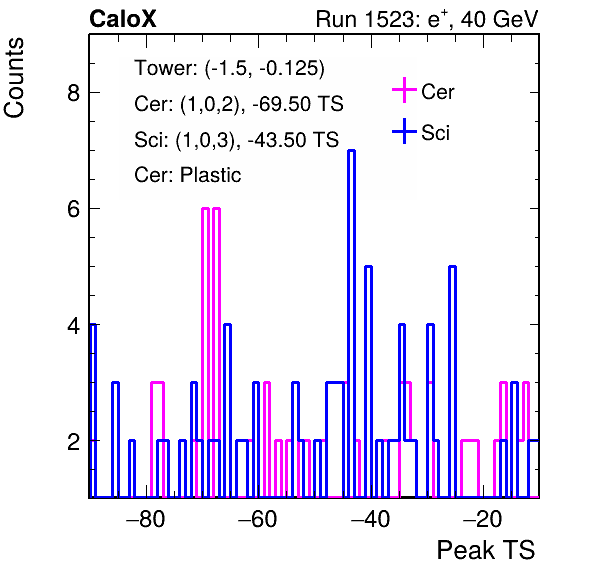 CaloX Run 1523: e⁺, 40 GeV
Counts
Tower: (-1.5, -0.125)
Cer: (1,0,2), -69.50 TS
Sci: (1,0,3), -43.50 TS
Cer: Plastic
Cer
Sci
8
6
4
2
−80 −60 −40 −20
Peak TS